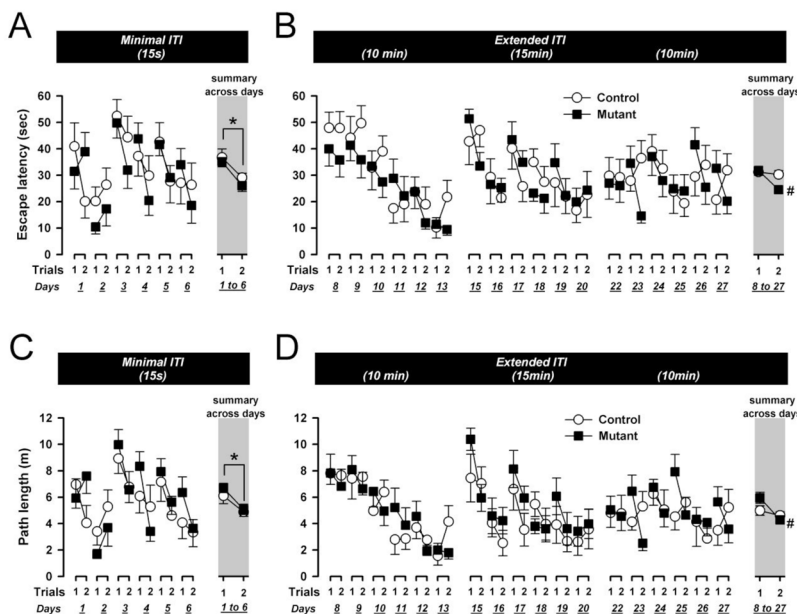 A
Minimal ITI
(15s)
summary
across days
*
Escape latency (sec)
60
50
40
30
20
10
0
Trials 1 2 1 2 1 2 1 2 1 2 1 2 1 2
Days 1 2 3 4 5 6 1 to 6
B
Extended ITI
(10 min) (15min) (10min)
summary
across days
Control
Mutant
60
50
40
30
20
10
0
#
Trials 1 2 1 2 1 2 1 2 1 2 1 2 1 2 1 2 1 2 1 2 1 2 1 2 1 2 1 2 1 2 1 2 1 2 1 2
Days 8 9 10 11 12 13 15 16 17 18 19 20 22 23 24 25 26 27 8 to 27
C
Minimal ITI
(15s)
summary
across days
*
Path length (m)
12
10
8
6
4
2
0
Trials 1 2 1 2 1 2 1 2 1 2 1 2 1 2
Days 1 2 3 4 5 6 1 to 6
D
Extended ITI
(10 min) (15min) (10min)
summary
across days
Control
Mutant
12
10
8
6
4
2
0
#
Trials 1 2 1 2 1 2 1 2 1 2 1 2 1 2 1 2 1 2 1 2 1 2 1 2 1 2 1 2 1 2 1 2 1 2 1 2 1 2
Days 8 9 10 11 12 13 15 16 17 18 19 20 22 23 24 25 26 27 8 to 27